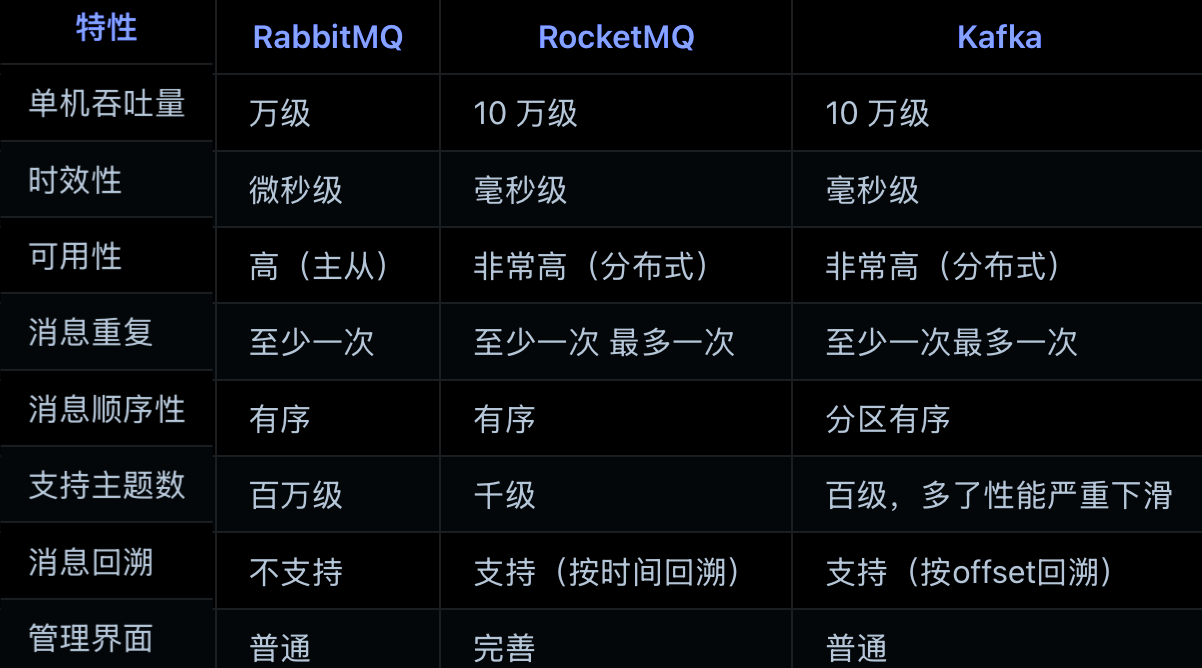 特性 RabbitMQ RocketMQ Kafka
单机吞吐量 万级 10 万级 10 万级
时效性 微秒级 毫秒级 毫秒级
可用性 高（主从） 非常高（分布式） 非常高（分布式）
消息重复 至少一次 至少一次 最多一次 至少一次最多一次
消息顺序性 有序 有序 分区有序
支持主题数 百万级 千级 百级，多了性能严重下滑
消息回溯 不支持 支持（按时间回溯） 支持（按offset回溯）
管理界面 普通 完善 普通